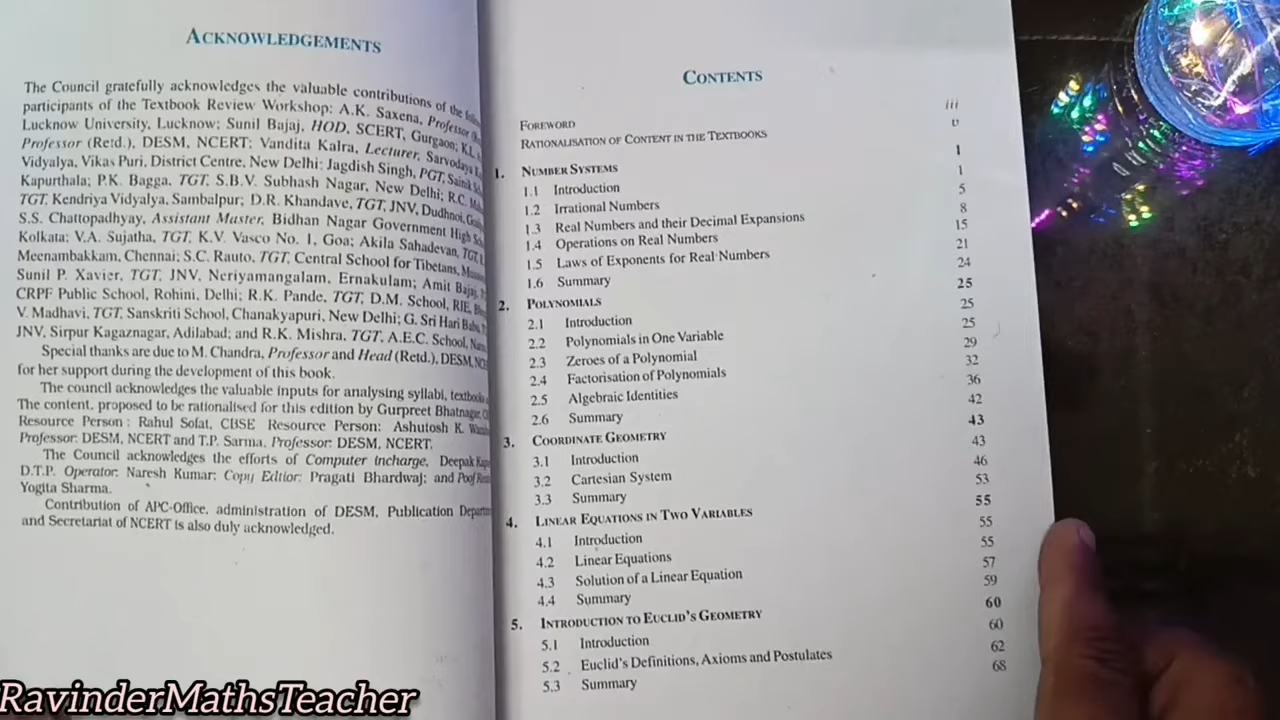 ACKNOWLEDGEMENTS
The Council gratefully acknowledges the valuable contributions of the
participants of the Textbook Review Workshop: A.K. Saxena, Professor
Lucknow University, Lucknow; Sunil Bajaj, HOD, SCERT, Gurgaon; K.L.
Professor (Retd.), DESM, NCERT; Vandita Kalra, Lecturer, Sarvodaya
Vidyalya, Vikas Puri, District Centre, New Delhi; Jagdish Singh, PGT, Sainik
Kapurthala; P.K. Bagga, TGT, S.B.V. Subhash Nagar, New Delhi; R.C.
TGT, Kendriya Vidyalya, Sambalpur; D.R. Khandave, TGT, JNV, Dudhnoi,
S.S. Chattopadhyay, Assistant Master, Bidhan Nagar Government High
Kolkata; V.A. Sujatha, TGT, K.V. Vasco No. 1, Goa; Akila Sahadevan, TGT,
Meenambakkam, Chennai; S.C. Rauto, TGT, Central School for Tibetans,
Sunil P. Xavier, TGT, JNV, Neriyamangalam, Ernakulam; Amit Bajaj,
CRPF Public School, Rohini, Delhi; R.K. Pande, TGT, D.M. School, RIE,
V. Madhavi, TGT, Sanskriti School, Chanakyapuri, New Delhi; G. Sri Hari
JNV, Sirpur Kagaznagar, Adilabad; and R.K. Mishra, TGT, A.E.C. School,
Special thanks are due to M. Chandra, Professor and Head (Retd.), DESM,
for her support during the development of this book.
The council acknowledges the valuable inputs for analysing syllabi, textbooks
The content, proposed to be rationalised for this edition by Gurpreet Bhatnagar,
Resource Person : Rahul Sofat, CBSE Resource Person: Ashutosh K.
Professor: DESM, NCERT and T.P. Sarma, Professor: DESM, NCERT.
The Council acknowledges the efforts of Computer Incharge, Deepak
D.T.P. Operator: Naresh Kumar; Copy Edtior: Pragati Bhardwaj; and Poof
Yogita Sharma.
Contribution of APC-Office, administration of DESM, Publication
and Secretariat of NCERT is also duly acknowledged.
CONTENTS
FOREWORD iii
RATIONALISATION OF CONTENT IN THE TEXTBOOKS v
1. NUMBER SYSTEMS 1
1.1 Introduction 1
1.2 Irrational Numbers 5
1.3 Real Numbers and their Decimal Expansions 8
1.4 Operations on Real Numbers 15
1.5 Laws of Exponents for Real Numbers 21
1.6 Summary 24
2. POLYNOMIALS 25
2.1 Introduction 25
2.2 Polynomials in One Variable 25
2.3 Zeroes of a Polynomial 29
2.4 Factorisation of Polynomials 32
2.5 Algebraic Identities 36
2.6 Summary 42
3. COORDINATE GEOMETRY 43
3.1 Introduction 43
3.2 Cartesian System 46
3.3 Summary 53
4. LINEAR EQUATIONS IN TWO VARIABLES 55
4.1 Introduction 55
4.2 Linear Equations 55
4.3 Solution of a Linear Equation 57
4.4 Summary 59
5. INTRODUCTION TO EUCLID'S GEOMETRY 60
5.1 Introduction 60
5.2 Euclid's Definitions, Axioms and Postulates 62
5.3 Summary 68
RavinderMathsTeacher